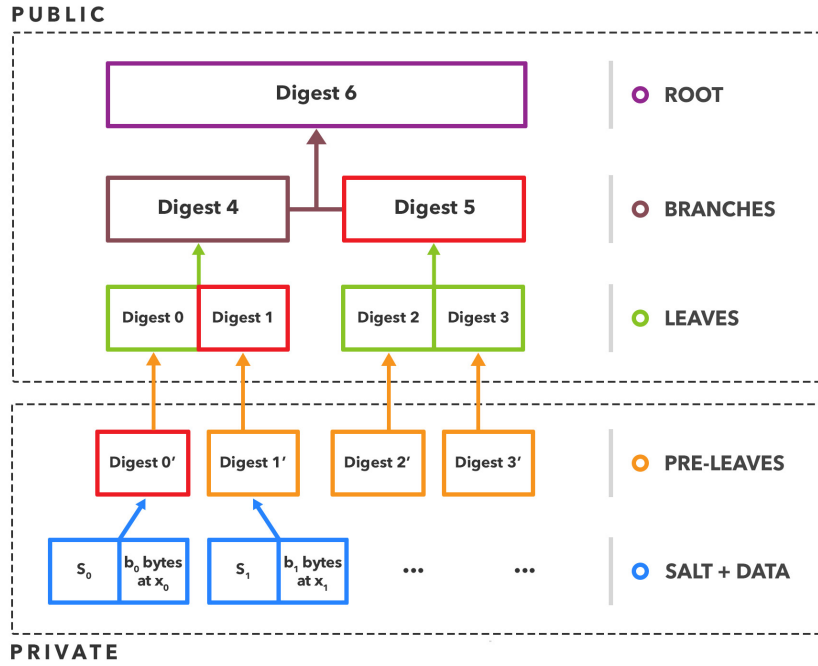 PUBLIC
Digest 6
ROOT
Digest 4
Digest 5
BRANCHES
Digest 0
Digest 1
Digest 2
Digest 3
LEAVES
Digest 0′
Digest 1′
Digest 2′
Digest 3′
PRE-LEAVES
S₀
b₀ bytes
at x₀
S₁
b₁ bytes
at x₁
...
...
SALT + DATA
PRIVATE